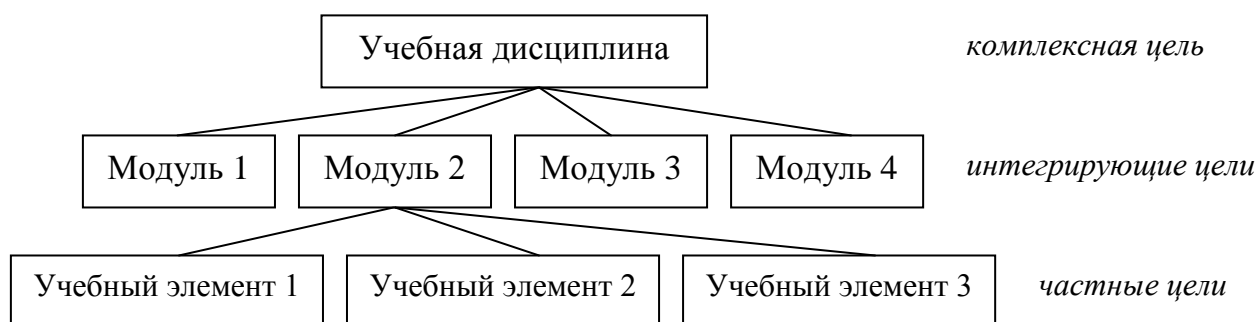 Учебная дисциплина комплексная цель
Модуль 1 Модуль 2 Модуль 3 Модуль 4 интегрирующие цели
Учебный элемент 1 Учебный элемент 2 Учебный элемент 3 частные цели